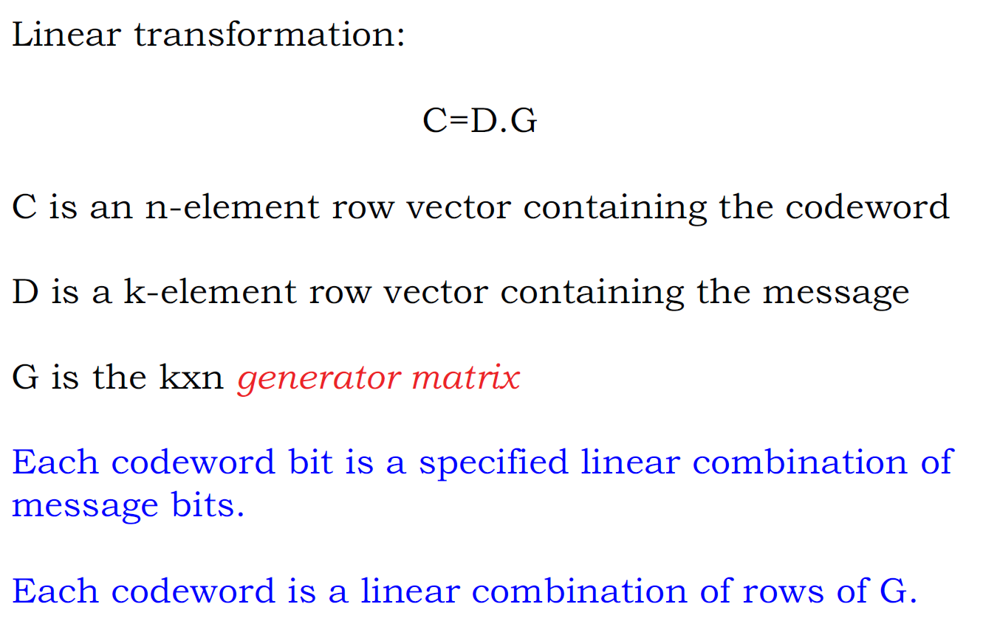 Linear transformation:
C=D.G
C is an n-element row vector containing the codeword
D is a k-element row vector containing the message
G is the kxn generator matrix
Each codeword bit is a specified linear combination of
message bits.
Each codeword is a linear combination of rows of G.